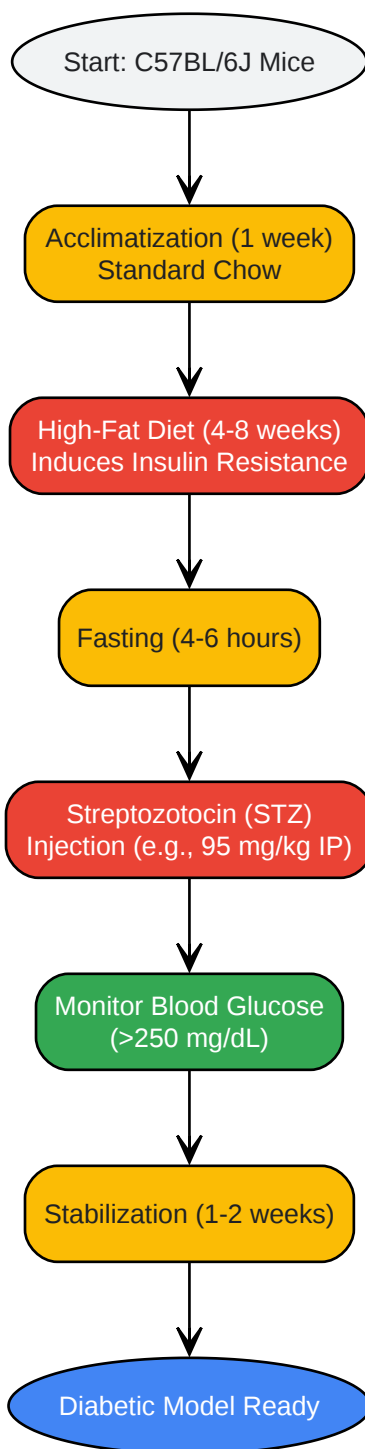 Start: C57BL/6J Mice
Acclimatization (1 week)
Standard Chow
High-Fat Diet (4-8 weeks)
Induces Insulin Resistance
Fasting (4-6 hours)
Streptozotocin (STZ)
Injection (e.g., 95 mg/kg IP)
Monitor Blood Glucose
(>250 mg/dL)
Stabilization (1-2 weeks)
Diabetic Model Ready